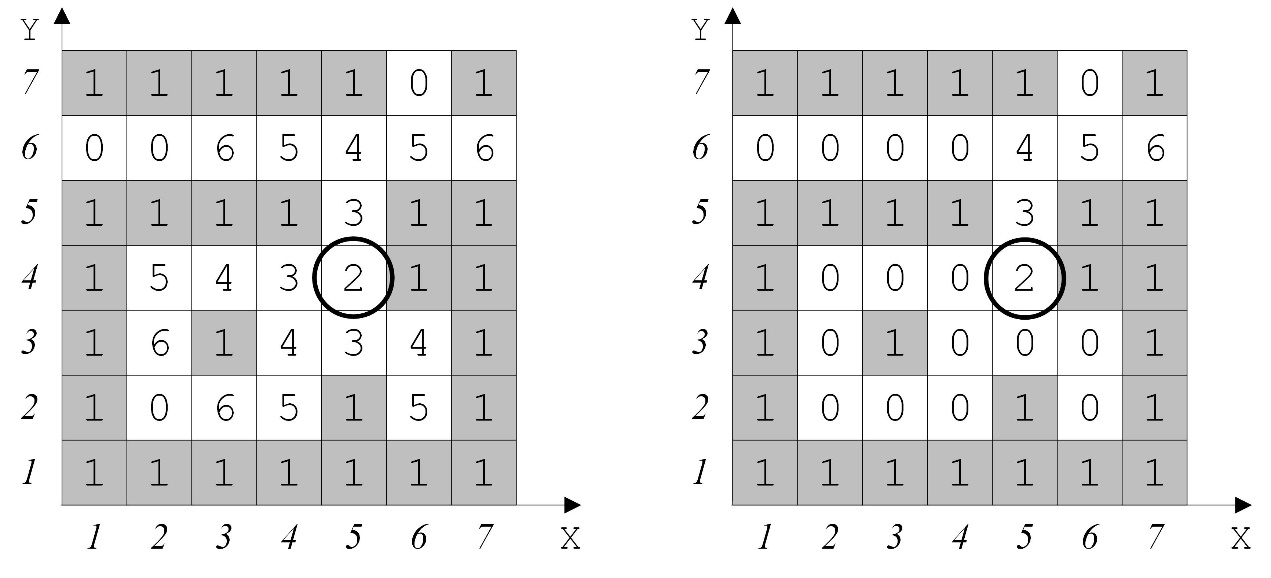 Y Y
7 1 1 1 1 1 0 1 7 1 1 1 1 1 0 1
6 0 0 6 5 4 5 6 6 0 0 0 0 4 5 6
5 1 1 1 1 3 1 1 5 1 1 1 1 3 1 1
4 1 5 4 3 2 1 1 4 1 0 0 0 2 1 1
3 1 6 1 4 3 4 1 3 1 0 1 0 0 0 1
2 1 0 6 5 1 5 1 2 1 0 0 0 1 0 1
1 1 1 1 1 1 1 1 1 1 1 1 1 1 1 1
1 2 3 4 5 6 7 X 1 2 3 4 5 6 7 X